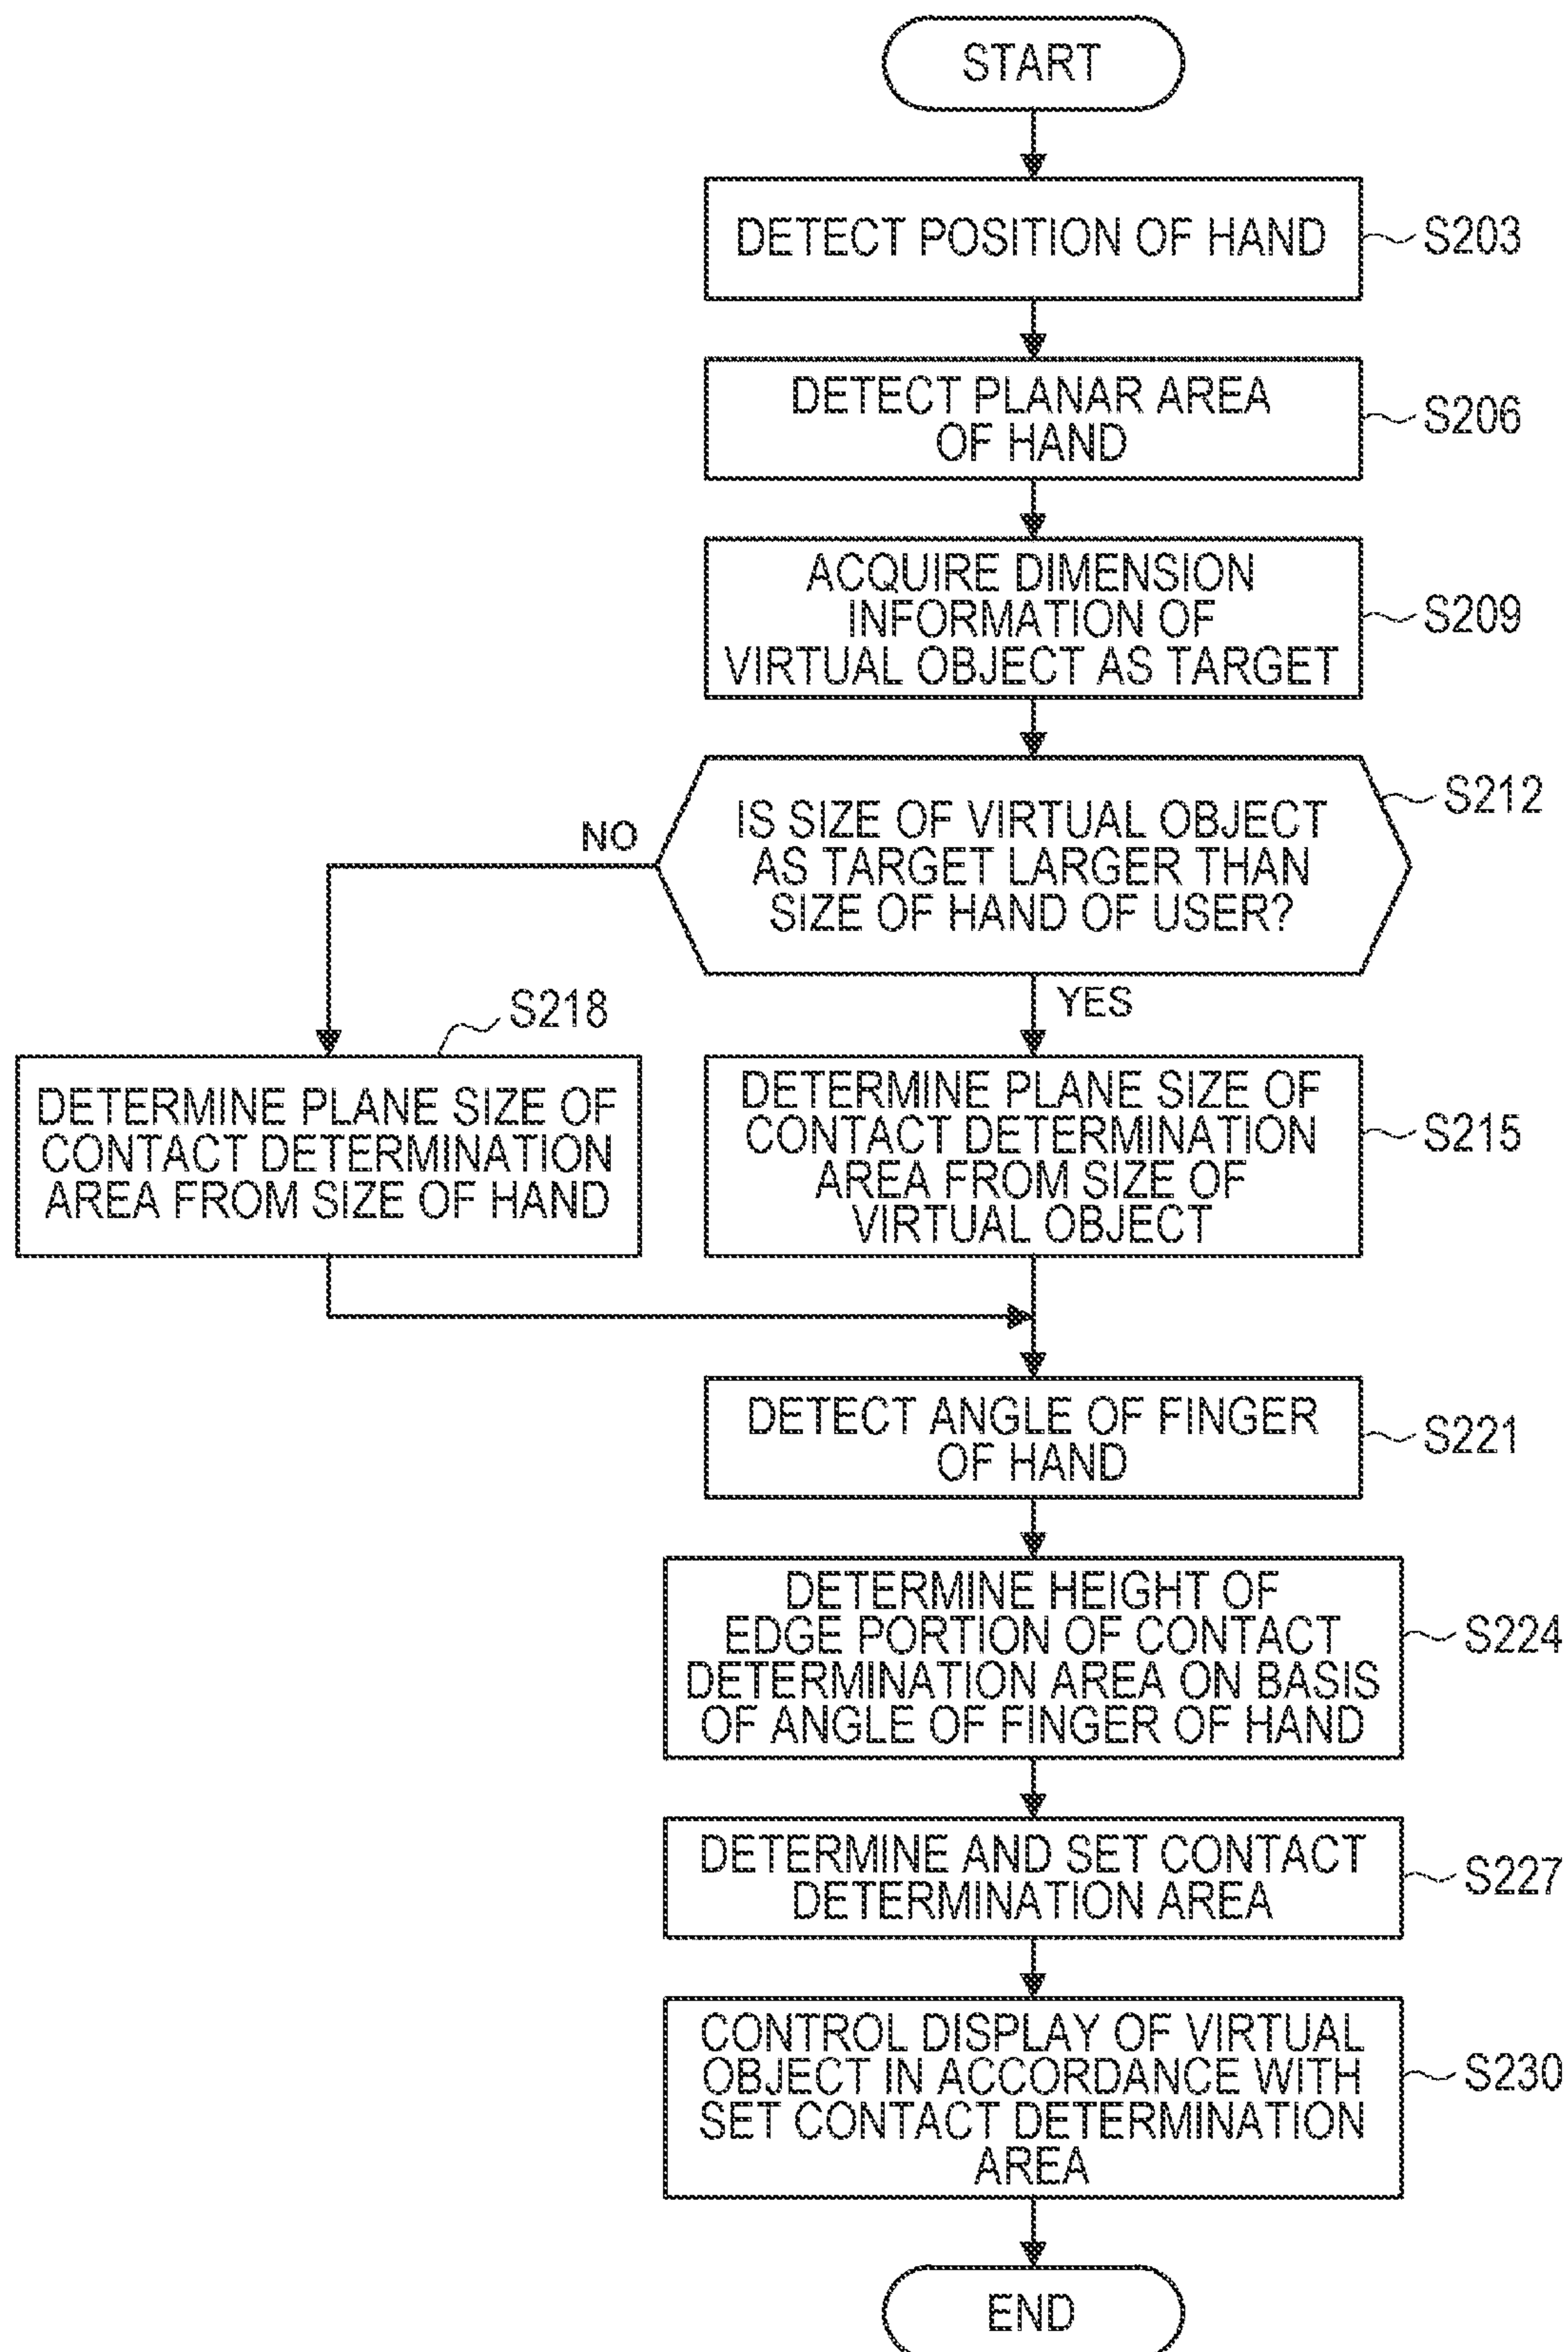 START
DETECT POSITION OF HAND
S203
DETECT PLANAR AREA
OF HAND
S206
ACQUIRE DIMENSION
INFORMATION OF
VIRTUAL OBJECT AS TARGET
S209
IS SIZE OF VIRTUAL OBJECT
AS TARGET LARGER THAN
SIZE OF HAND OF USER?
S212
NO
YES
S218
DETERMINE PLANE SIZE OF
CONTACT DETERMINATION
AREA FROM SIZE OF HAND
DETERMINE PLANE SIZE OF
CONTACT DETERMINATION
AREA FROM SIZE OF
VIRTUAL OBJECT
S215
DETECT ANGLE OF FINGER
OF HAND
S221
DETERMINE HEIGHT OF
EDGE PORTION OF CONTACT
DETERMINATION AREA ON BASIS
OF ANGLE OF FINGER OF HAND
S224
DETERMINE AND SET CONTACT
DETERMINATION AREA
S227
CONTROL DISPLAY OF VIRTUAL
OBJECT IN ACCORDANCE WITH
SET CONTACT DETERMINATION
AREA
S230
END